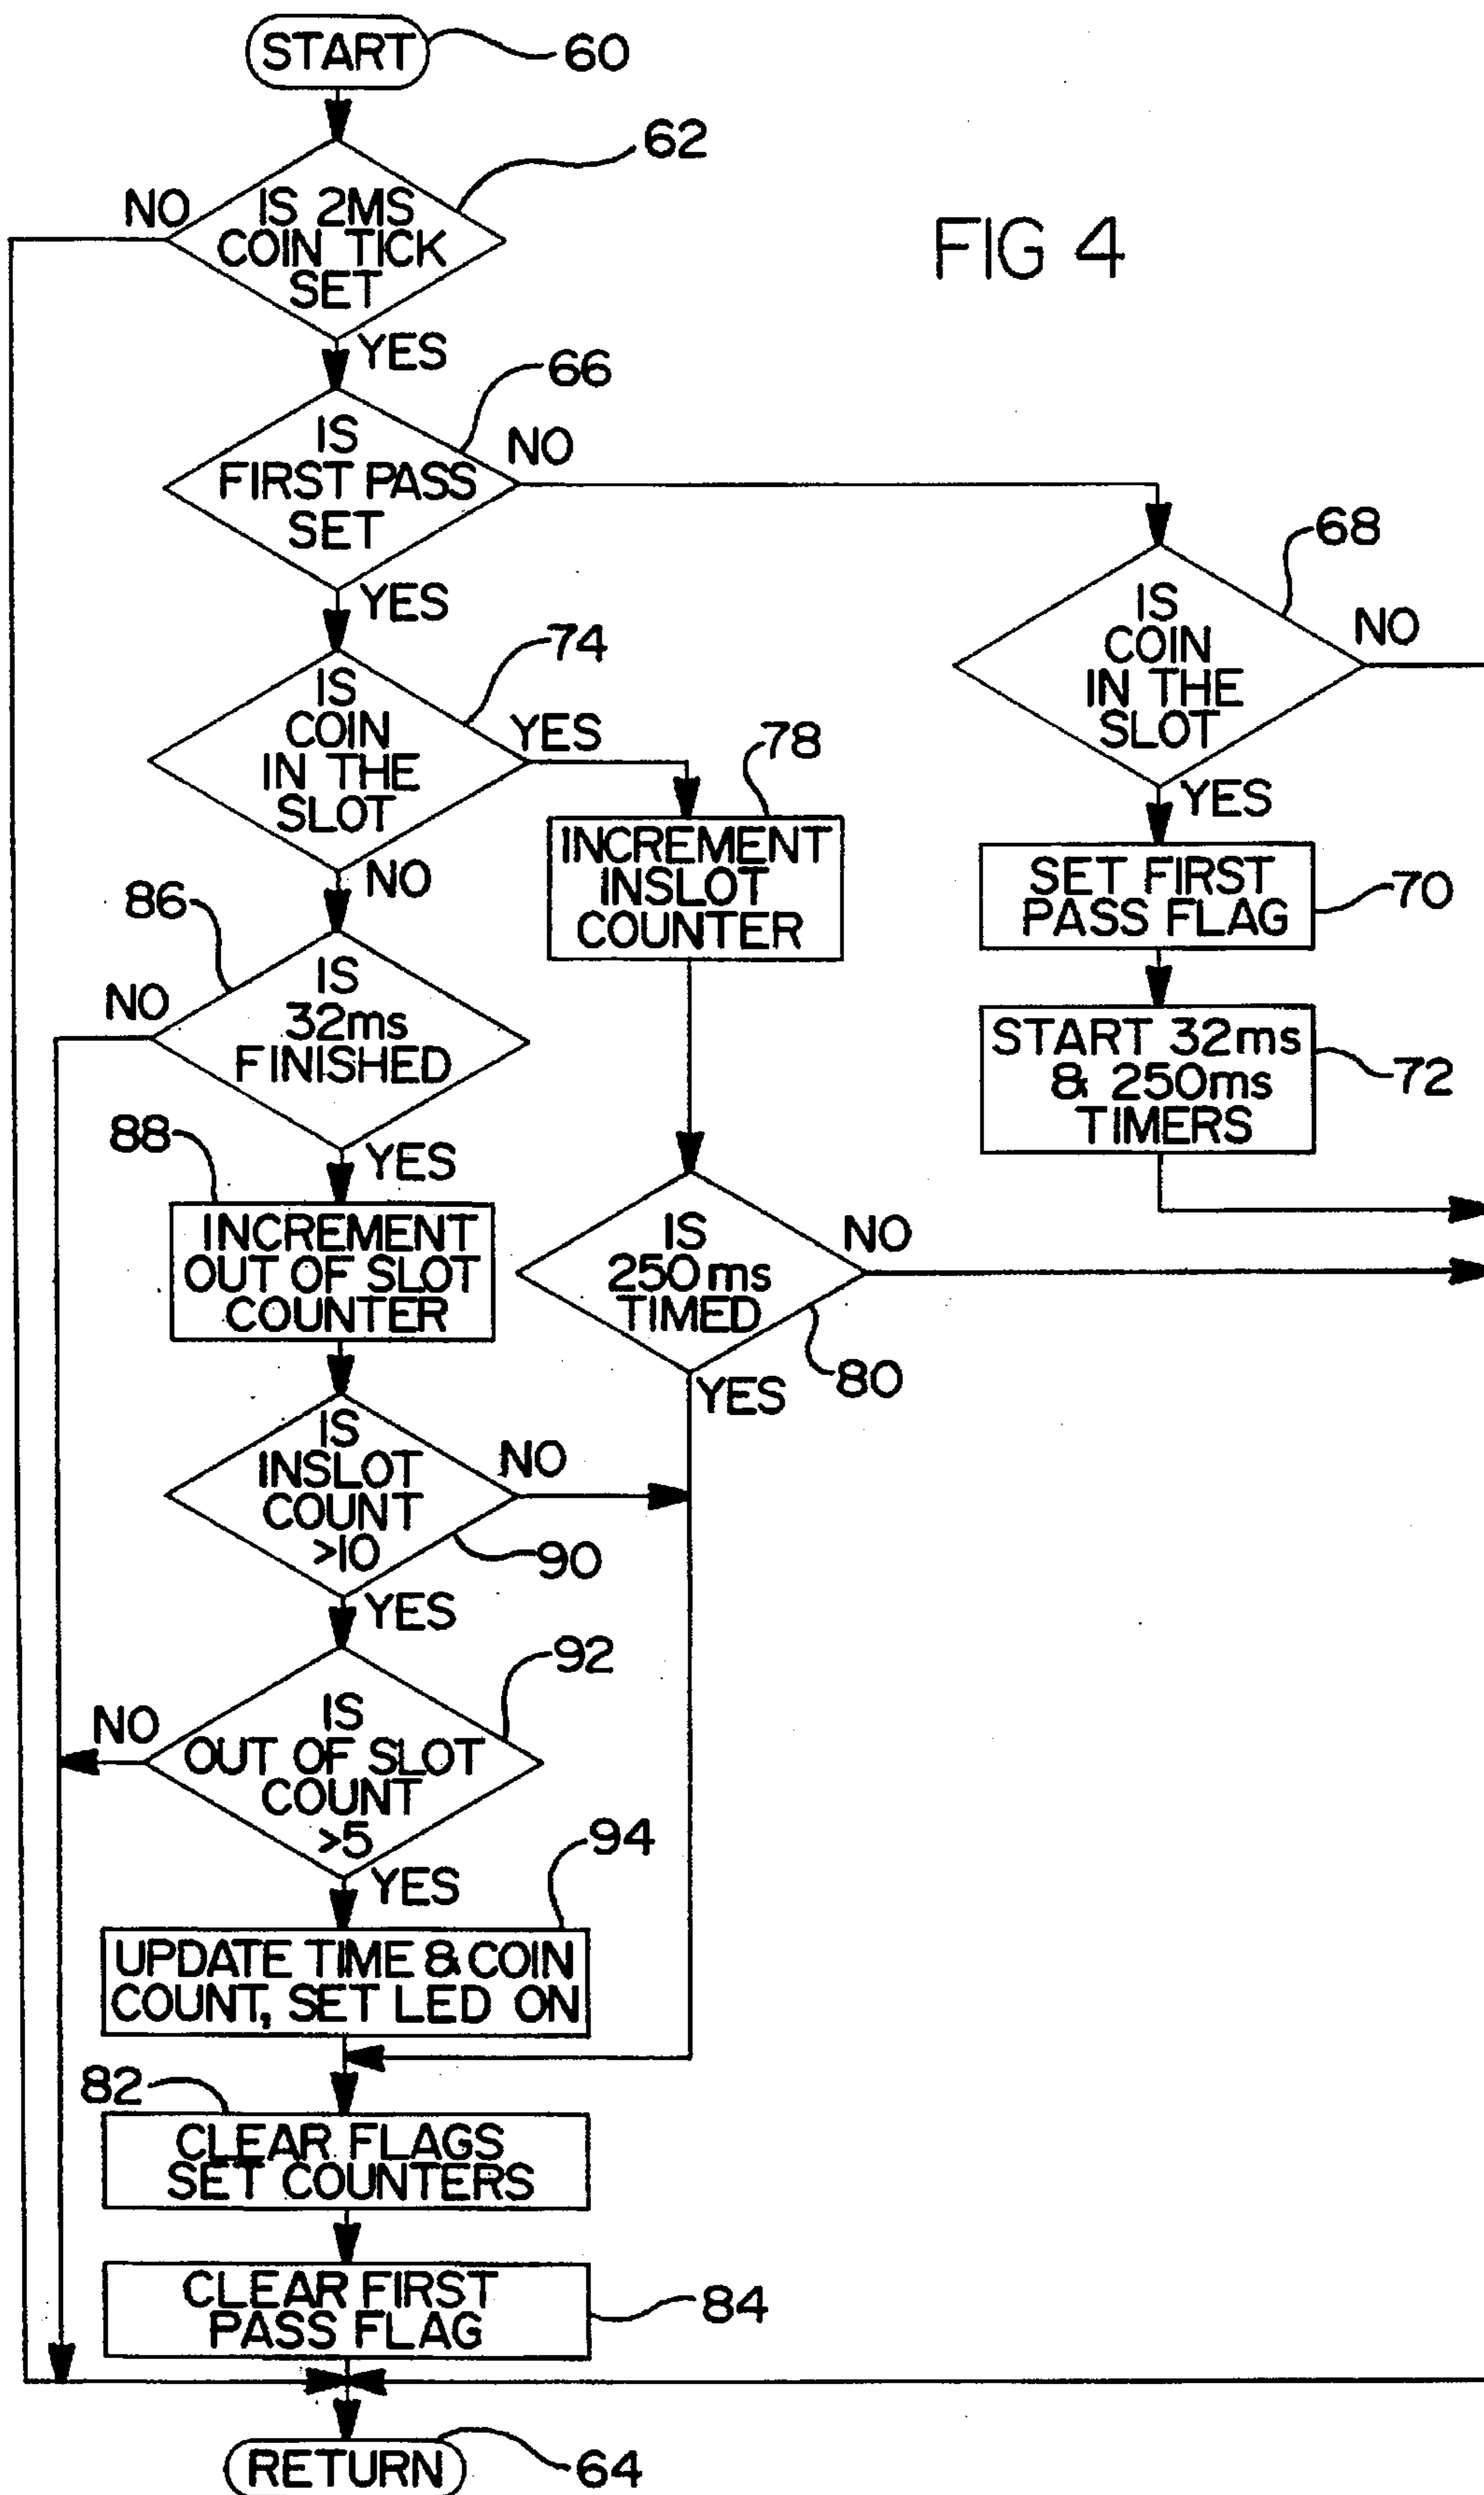 START
60
62
NO
IS 2MS
COIN TICK
SET
FIG 4
YES
66
IS
FIRST PASS
SET
NO
68
YES
IS
COIN
IN THE
SLOT
NO
74
IS
COIN
IN THE
SLOT
YES
78
YES
INCREMENT
INSLOT
COUNTER
SET FIRST
PASS FLAG
70
NO
86
IS
32ms
FINISHED
NO
START 32ms
& 250ms
TIMERS
72
88
YES
INCREMENT
OUT OF SLOT
COUNTER
IS
250ms
TIMED
NO
80
YES
IS
INSLOT
COUNT
>10
NO
90
YES
92
NO
IS
OUT OF SLOT
COUNT
>5
94
YES
UPDATE TIME & COIN
COUNT, SET LED ON
82
CLEAR FLAGS
SET COUNTERS
CLEAR FIRST
PASS FLAG
84
RETURN
64